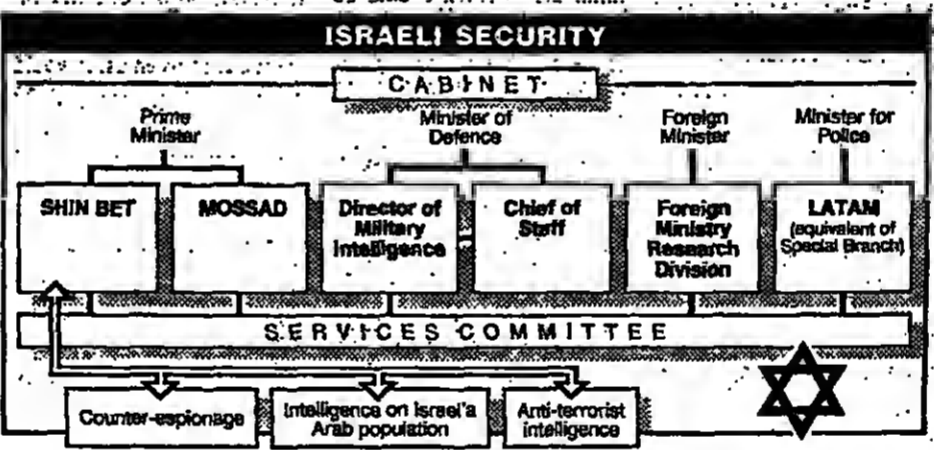 ISRAELI SECURITY
CABINET
Prime
Minister
Minister of
Defence
Foreign
Minister
Minister for
Police
SHIN BET
MOSSAD
Director of
Military
Intelligence
Chief of
Staff
Foreign
Ministry
Research
Division
LATAM
(equivalent of
Special Branch)
SERVICES COMMITTEE
Counter-espionage
Intelligence on Israel's
Arab population
Anti-terrorist
intelligence